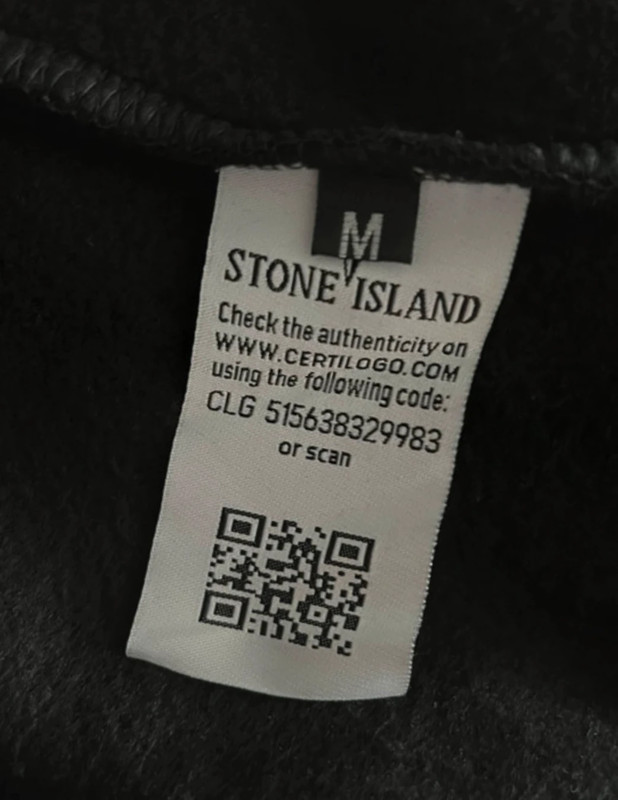 M
STONE ISLAND
Check the authenticity on
WWW.CERTILOGO.COM
using the following code:
CLG 515638329983
or scan